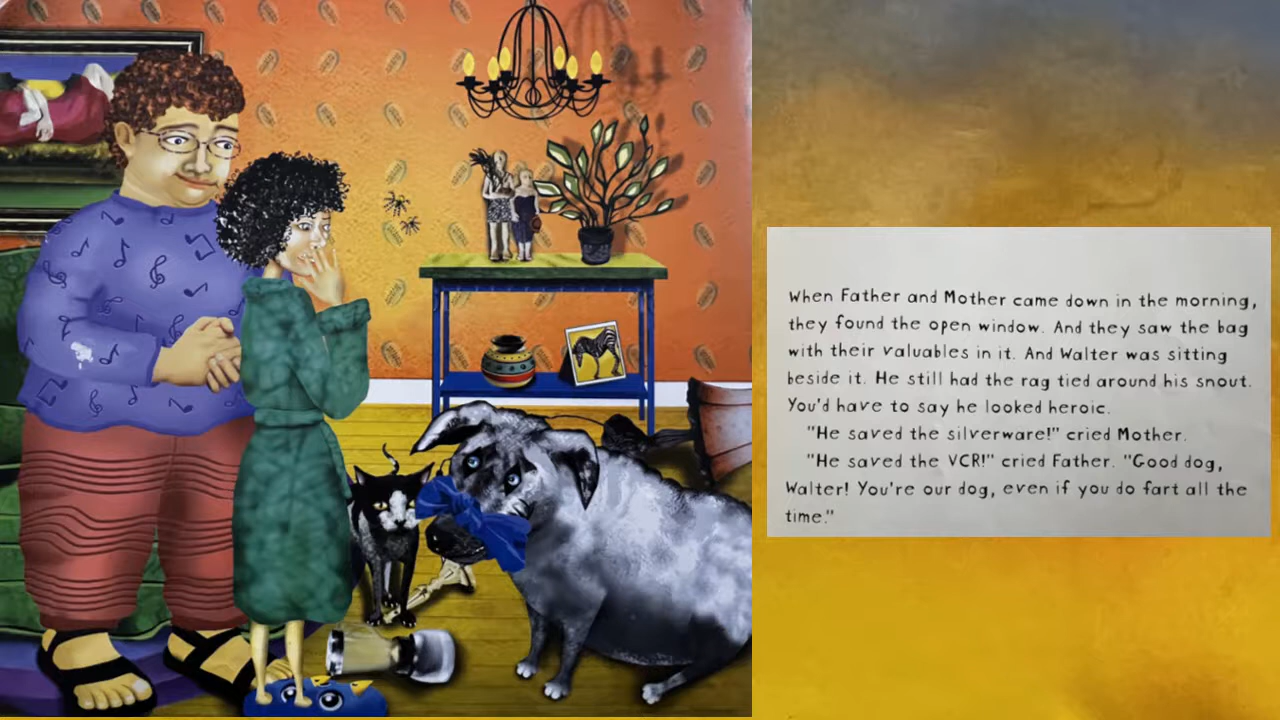 When Father and Mother came down in the morning,
they found the open window. And they saw the bag
with their valuables in it. And Walter was sitting
beside it. He still had the rag tied around his snout.
You'd have to say he looked heroic.
"He saved the silverware!" cried Mother.
"He saved the VCR!" cried Father. "Good dog,
Walter! You're our dog, even if you do fart all the
time."